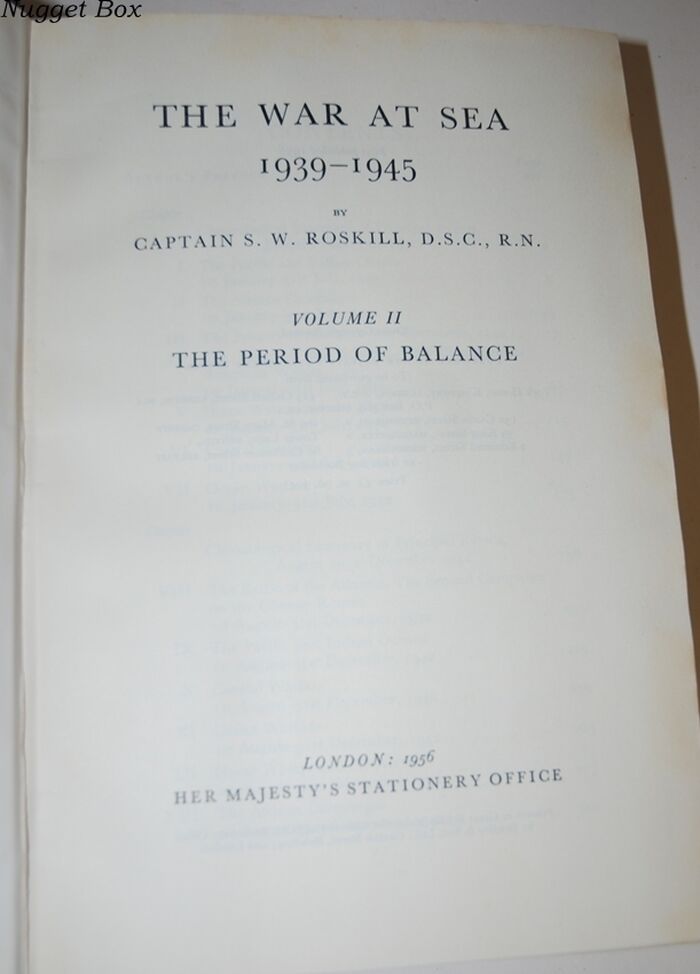 Nugget Box
THE WAR AT SEA
1939–1945
BY
CAPTAIN S. W. ROSKILL, D.S.C., R.N.
VOLUME II
THE PERIOD OF BALANCE
LONDON: 1956
HER MAJESTY'S STATIONERY OFFICE